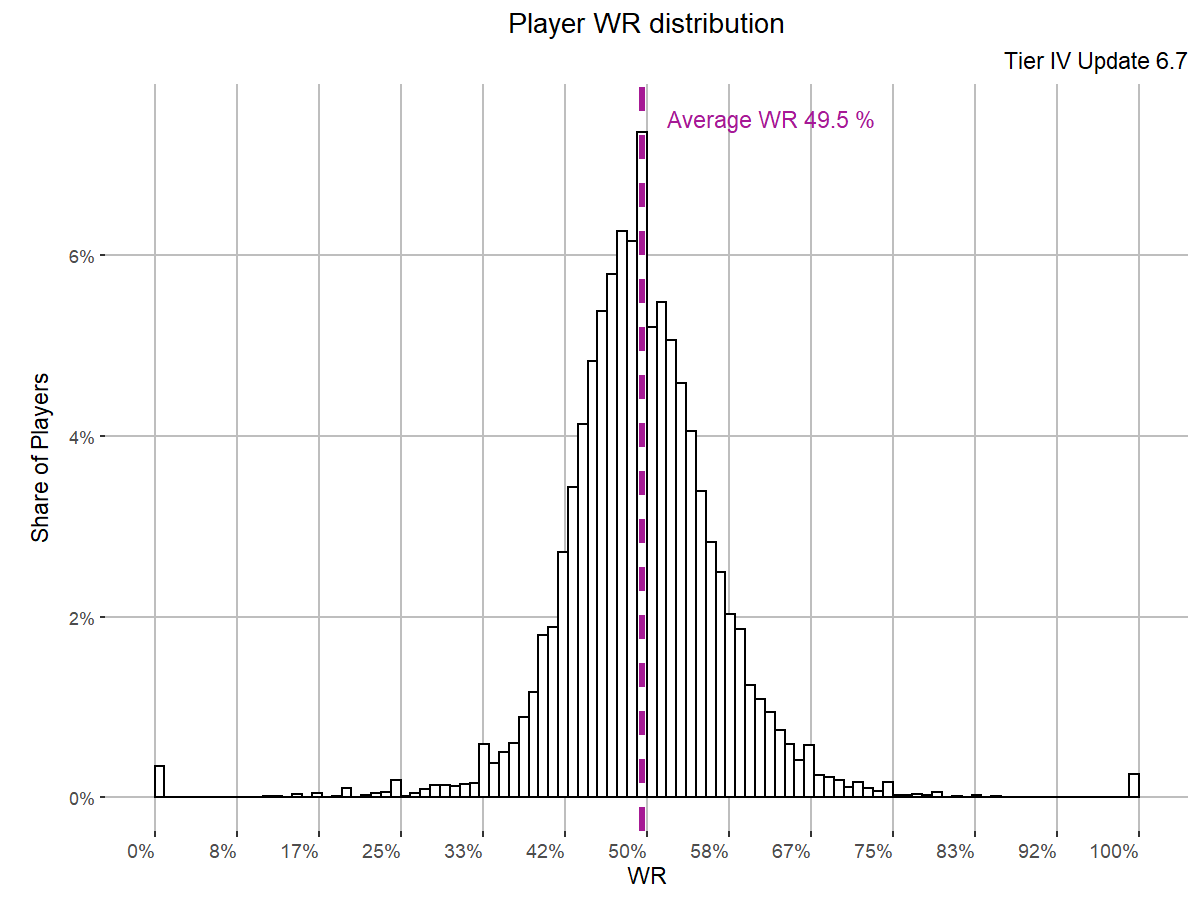 Player WR distribution
Tier IV Update 6.7
Average WR 49.5 %
6%
4%
2%
0%
Share of Players
0% 8% 17% 25% 33% 42% 50% 58% 67% 75% 83% 92% 100%
WR